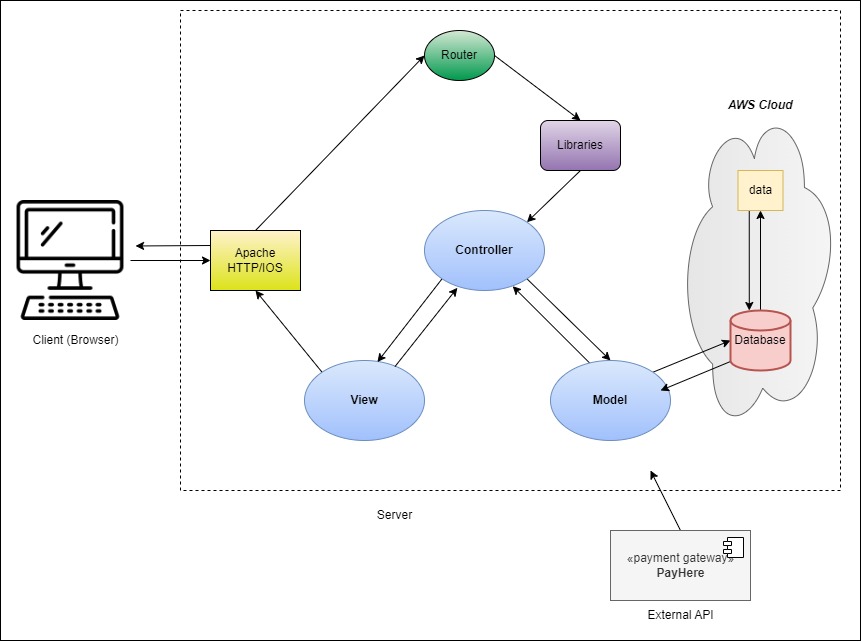 Router
AWS Cloud
Libraries
data
Apache
HTTP/IOS
Controller
Client (Browser)
Database
View
Model
Server
«payment gateway»
PayHere
External API